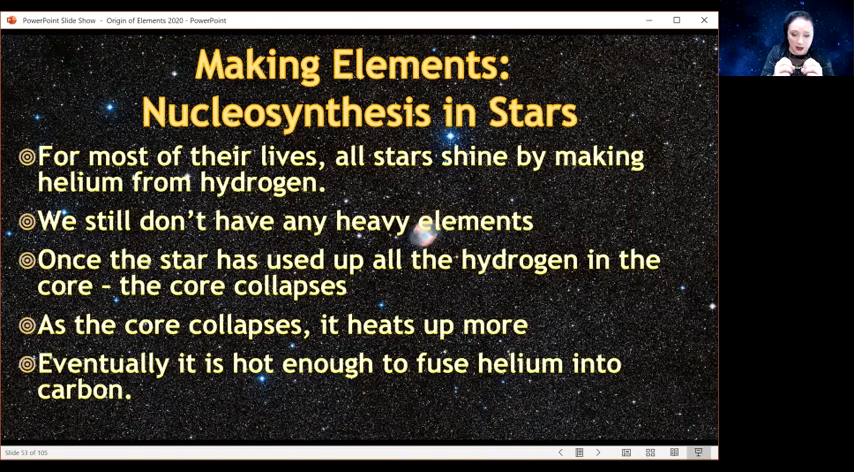 PowerPoint Slide Show - Origin of Elements 2020 - PowerPoint
Making Elements:
Nucleosynthesis in Stars
For most of their lives, all stars shine by making
helium from hydrogen.
We still don't have any heavy elements
Once the star has used up all the hydrogen in the
core – the core collapses
As the core collapses, it heats up more
Eventually it is hot enough to fuse helium into
carbon.
Slide 53 of 105